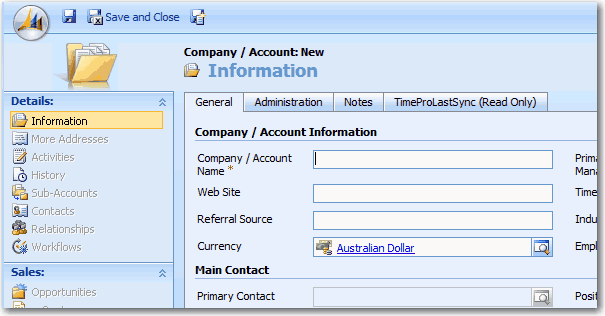 Save and Close
Company / Account: New
Information
Details:
Information
More Addresses
Activities
History
Sub-Accounts
Contacts
Relationships
Workflows
Sales:
Opportunities
General Administration Notes TimeProLastSync (Read Only)
Company / Account Information
Company / Account
Name *
Prima
Mana
Web Site Time
Referral Source Indu
Currency Australian Dollar Empl
Main Contact
Primary Contact Posit